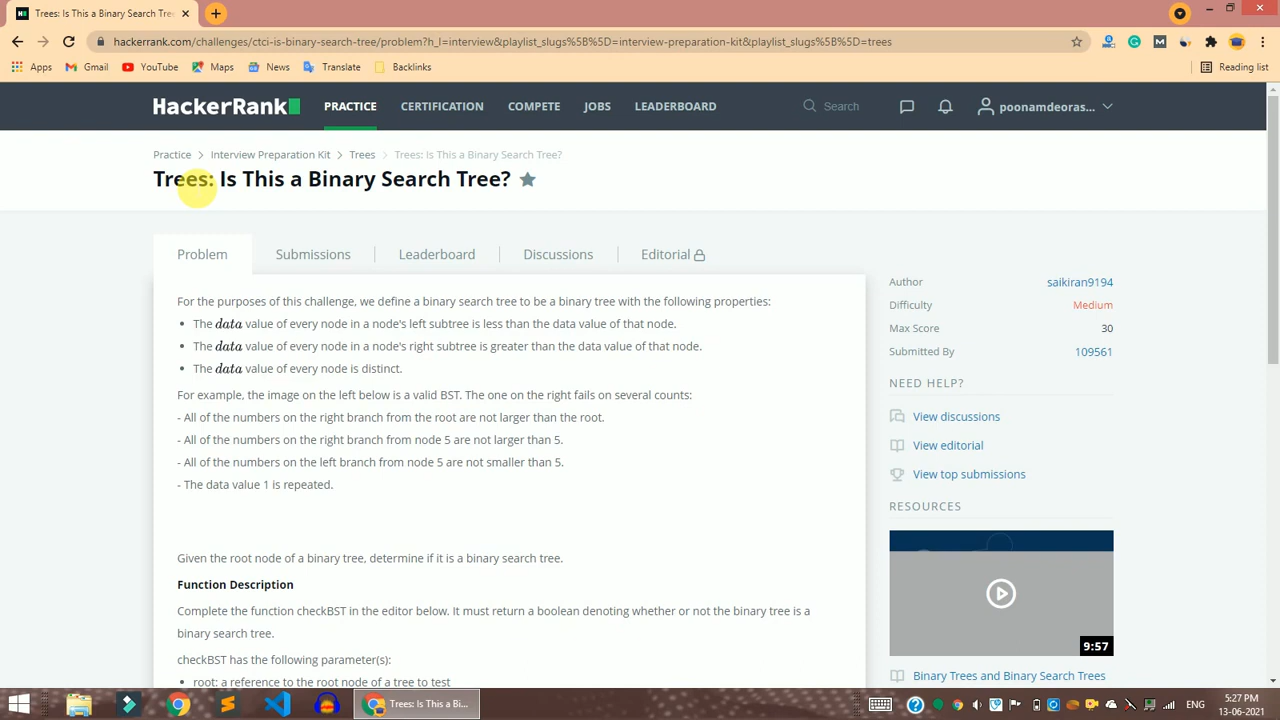 Trees: Is This a Binary Search Tree
hackerrank.com/challenges/ctci-is-binary-search-tree/problem?h_l=interview&playlist_slugs%5B%5D=interview-preparation-kit&playlist_slugs%5B%5D=trees
Apps Gmail YouTube Maps News Translate Backlinks Reading list
HackerRank PRACTICE CERTIFICATION COMPETE JOBS LEADERBOARD Search poonamdeoras...
Practice > Interview Preparation Kit > Trees > Trees: Is This a Binary Search Tree?
Trees: Is This a Binary Search Tree?
Problem Submissions Leaderboard Discussions Editorial
For the purposes of this challenge, we define a binary search tree to be a binary tree with the following properties:
• The data value of every node in a node's left subtree is less than the data value of that node.
• The data value of every node in a node's right subtree is greater than the data value of that node.
• The data value of every node is distinct.
For example, the image on the left below is a valid BST. The one on the right fails on several counts:
- All of the numbers on the right branch from the root are not larger than the root.
- All of the numbers on the right branch from node 5 are not larger than 5.
- All of the numbers on the left branch from node 5 are not smaller than 5.
- The data value 1 is repeated.
Given the root node of a binary tree, determine if it is a binary search tree.
Function Description
Complete the function checkBST in the editor below. It must return a boolean denoting whether or not the binary tree is a
binary search tree.
checkBST has the following parameter(s):
• root: a reference to the root node of a tree to test
Author saikiran9194
Difficulty Medium
Max Score 30
Submitted By 109561
NEED HELP?
View discussions
View editorial
View top submissions
RESOURCES
9:57
Binary Trees and Binary Search Trees
Trees: Is This a Bi...
ENG
5:27 PM
13-06-2021